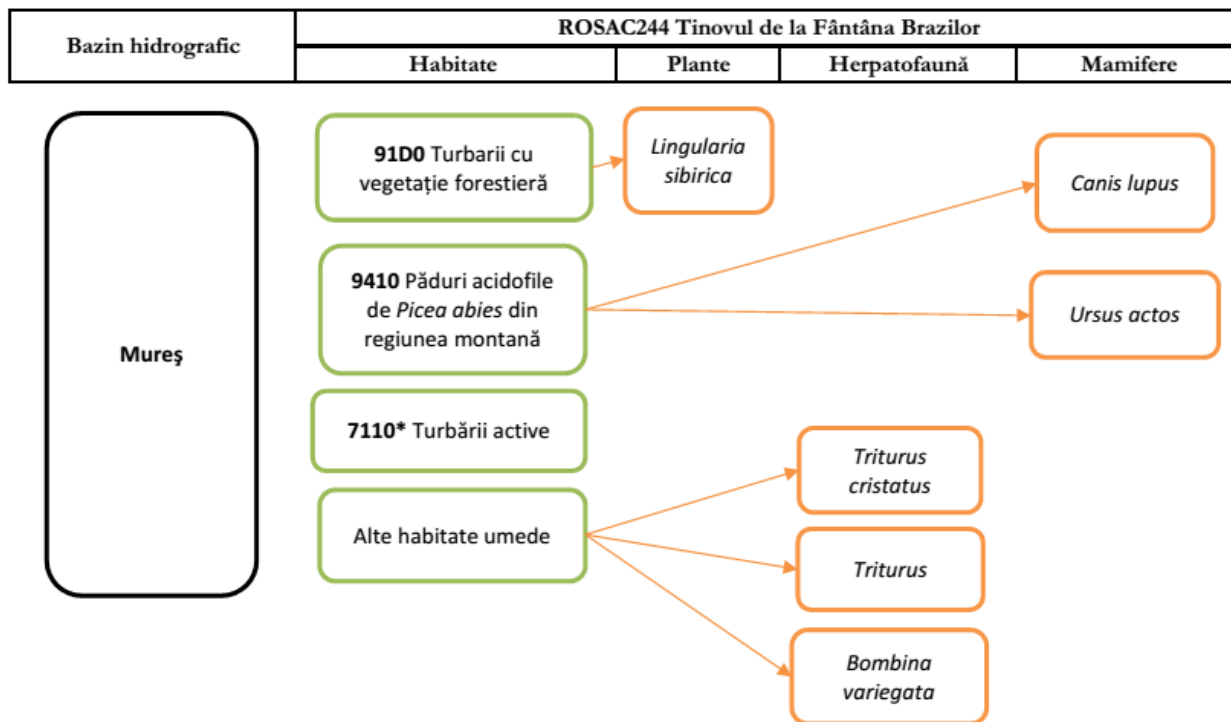 Bazin hidrografic
ROSAC244 Tinovul de la Fântâna Brazilor
Habitate
Plante
Herpatofaună
Mamifere
Mureş
91D0 Turbarii cu
vegetație forestieră
Lingularia
sibirica
Canis lupus
9410 Păduri acidofile
de Picea abies din
regiunea montană
Ursus actos
7110* Turbării active
Alte habitate umede
Triturus
cristatus
Triturus
Bombina
variegata